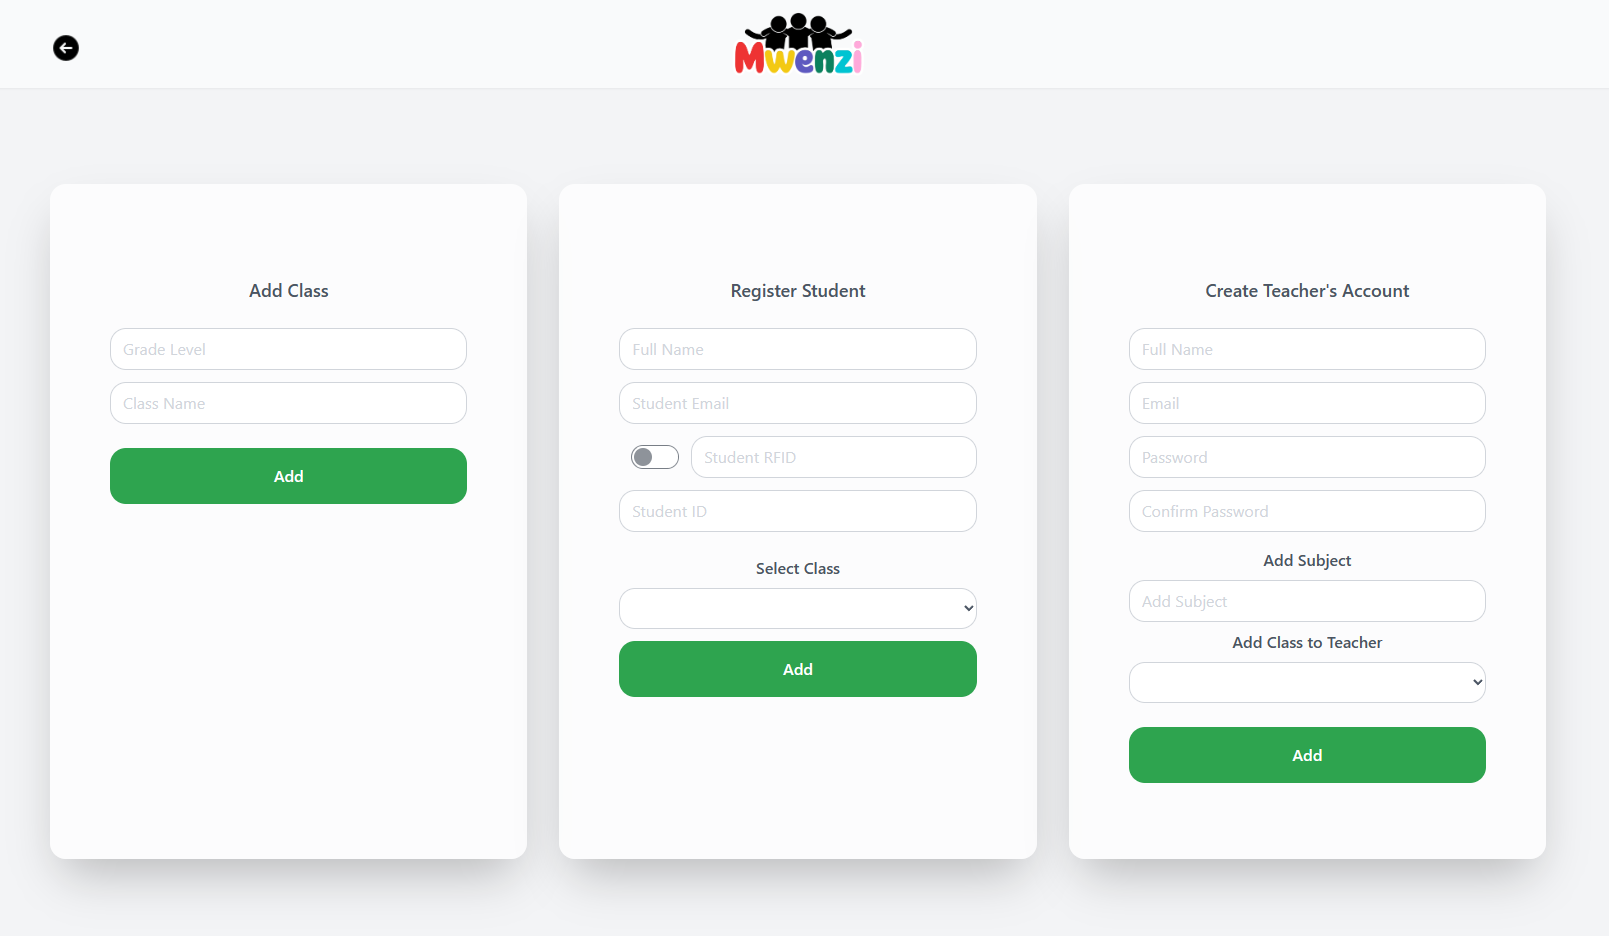 Mwenzi
Add Class
Grade Level
Class Name
Add
Register Student
Full Name
Student Email
Student RFID
Student ID
Select Class
Add
Create Teacher's Account
Full Name
Email
Password
Confirm Password
Add Subject
Add Subject
Add Class to Teacher
Add